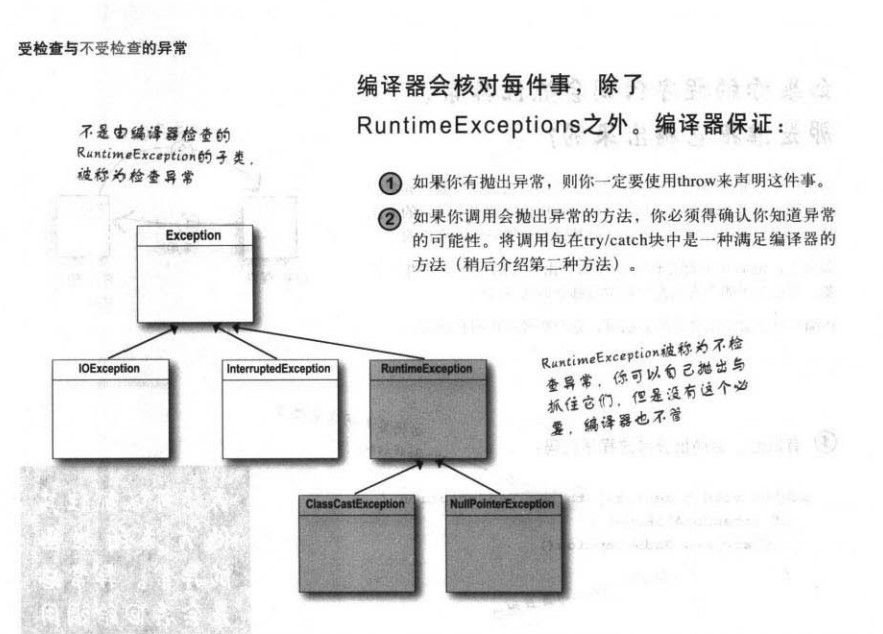 受检查与不受检查的异常
编译器会核对每件事，除了
RuntimeExceptions之外。编译器保证：
不是由编译器检查的
RuntimeException的子类，
被称为检查异常
① 如果你有抛出异常，则你一定要使用throw来声明这件事。
② 如果你调用会抛出异常的方法，你必须得确认你知道异常
的可能性。将调用包在try/catch块中是一种满足编译器的
方法（稍后介绍第二种方法）。
Exception
IOException
InterruptedException
RuntimeException
RuntimeException被称为不检
查异常，你可以自己抛出与
抓住它们，但是没有这个必
要，编译器也不管
ClassCastException
NullPointerException